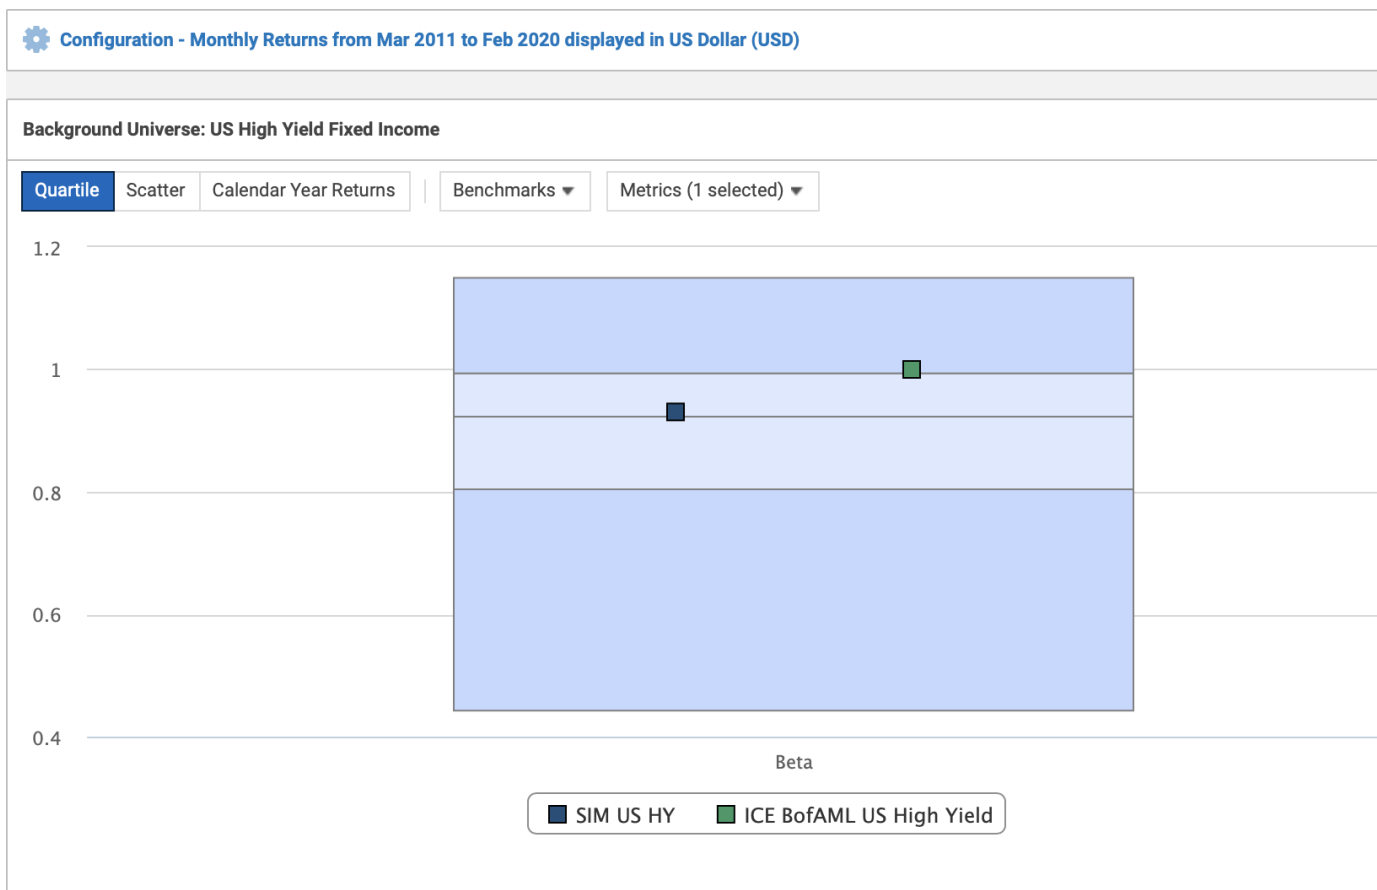 Configuration - Monthly Returns from Mar 2011 to Feb 2020 displayed in US Dollar (USD)
Background Universe: US High Yield Fixed Income
Quartile Scatter Calendar Year Returns Benchmarks Metrics (1 selected)
1.2
1
0.8
0.6
0.4
Beta
SIM US HY ICE BofAML US High Yield